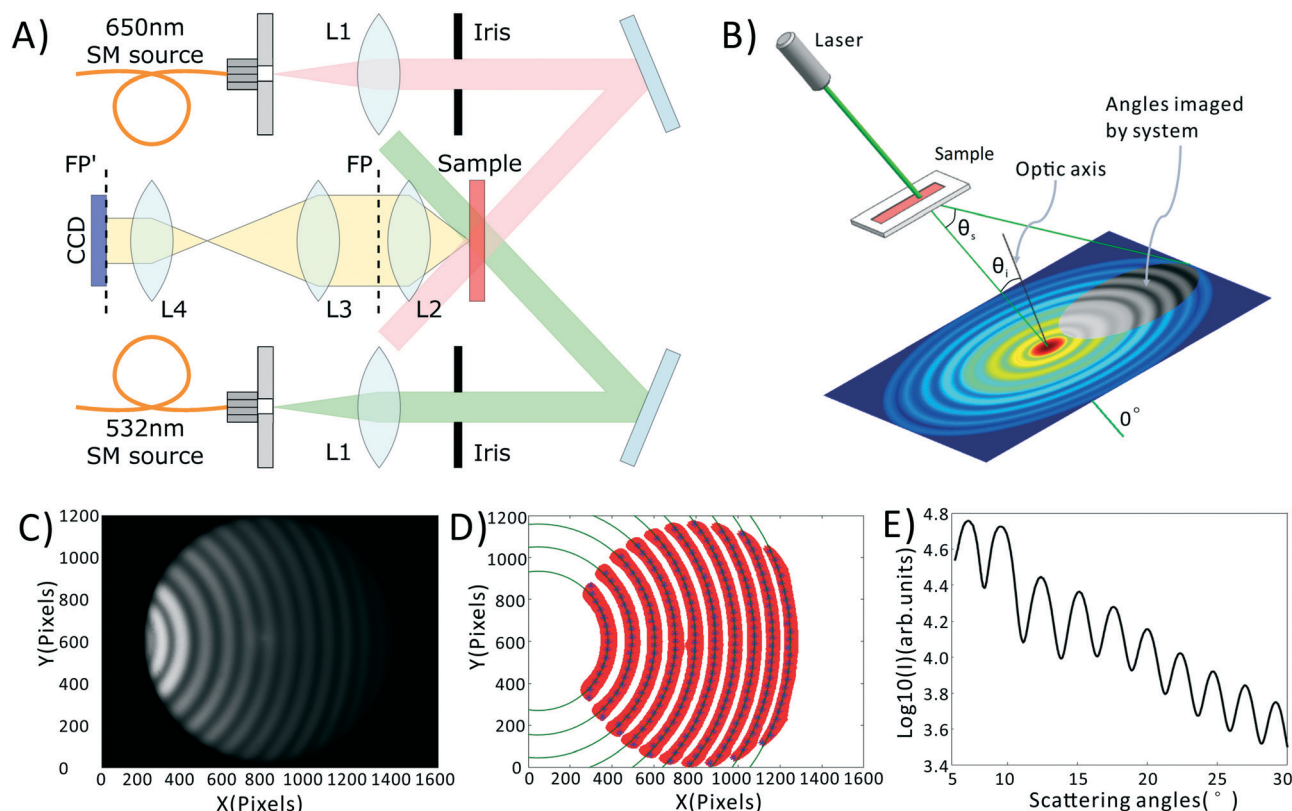 A)
650nm
SM source
L1
Iris
FP'
FP
Sample
CCD
L4
L3
L2
532nm
SM source
L1
Iris
B)
Laser
Angles imaged
by system
Sample
Optic axis
θs
θi
0°
C)
1200
1000
800
600
400
200
0
Y(Pixels)
0 200 400 600 800 1000 1200 1400 1600
X(Pixels)
D)
1200
1000
800
600
400
200
0
Y(Pixels)
0 200 400 600 800 1000 1200 1400 1600
X(Pixels)
E)
4.8
4.6
4.4
4.2
4.0
3.8
3.6
3.4
Log10(I)(arb.units)
6 10 15 20 25 30
Scattering angles(°)